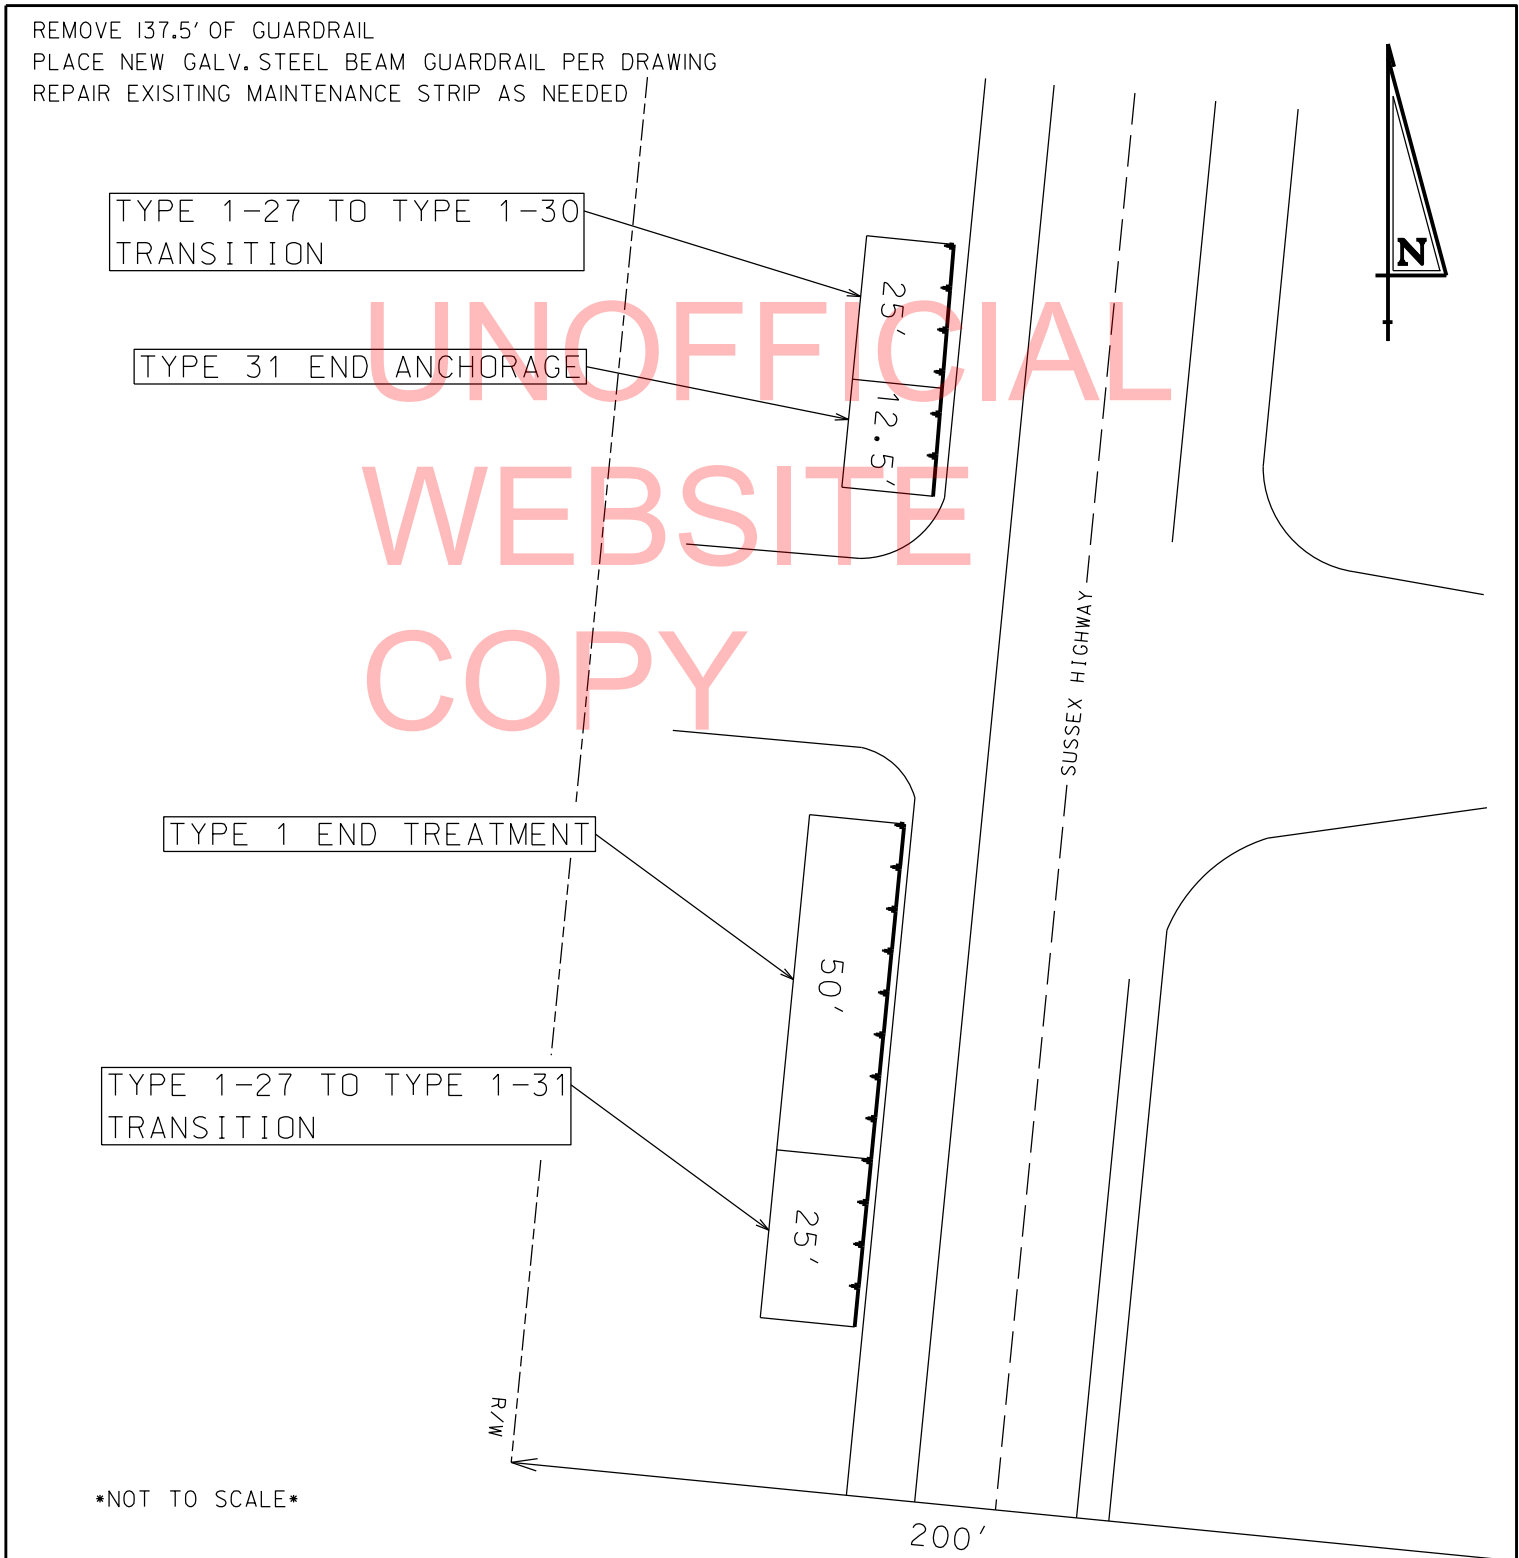 REMOVE 137.5' OF GUARDRAIL
PLACE NEW GALV. STEEL BEAM GUARDRAIL PER DRAWING
REPAIR EXISITING MAINTENANCE STRIP AS NEEDED
TYPE 1-27 TO TYPE 1-30
TRANSITION
25'
N
TYPE 31 END ANCHORAGE
12.5'
UNOFFICIAL
WEBSITE
COPY
SUSSEX HIGHWAY
TYPE 1 END TREATMENT
50'
TYPE 1-27 TO TYPE 1-31
TRANSITION
25'
R/W
*NOT TO SCALE*
200'